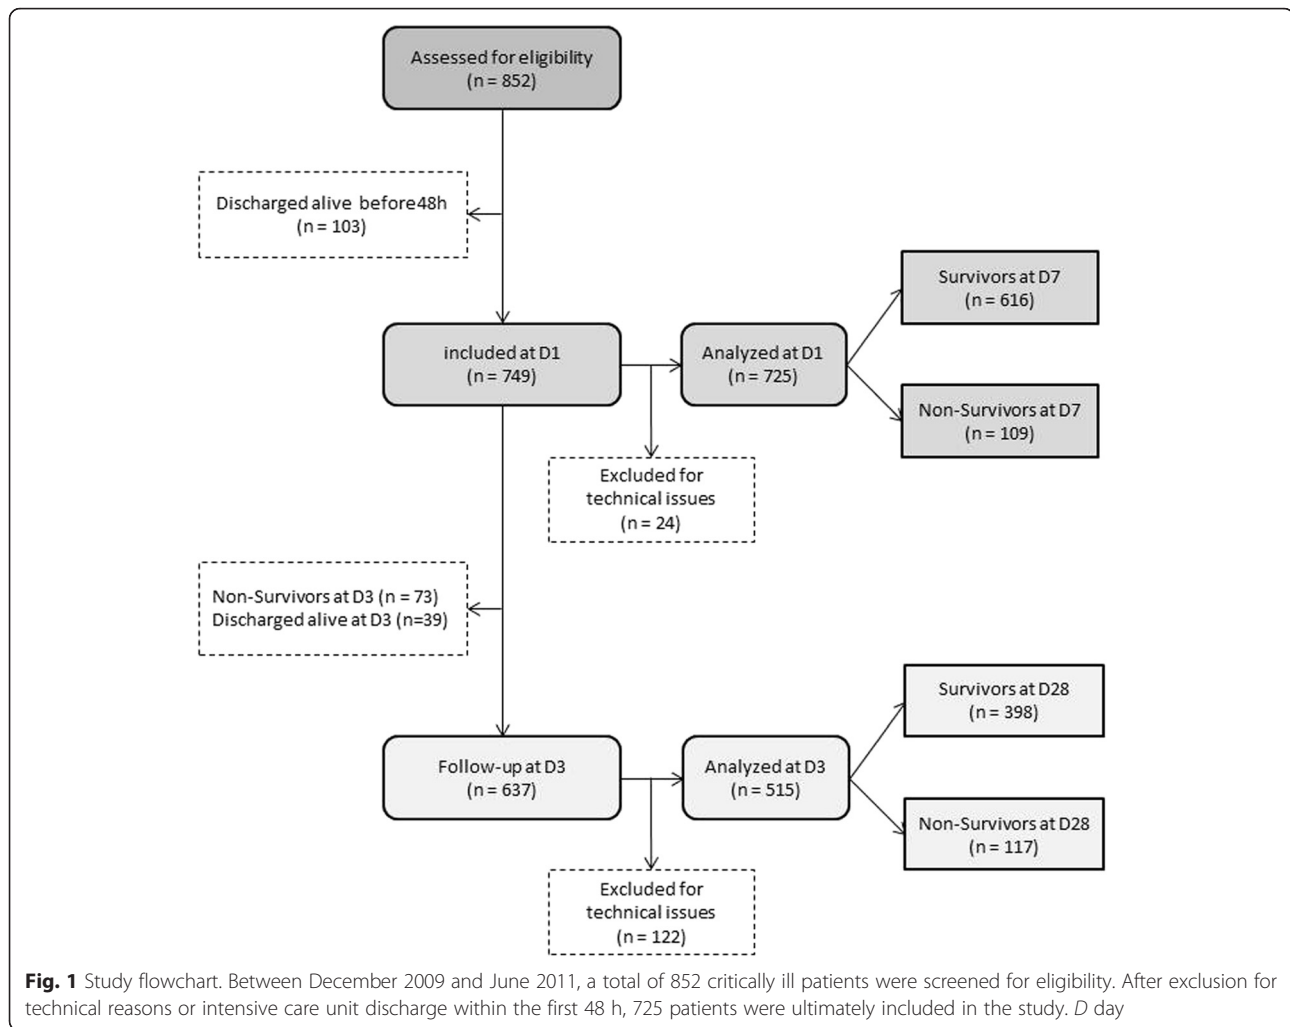 Assessed for eligibility
(n = 852)
Discharged alive before 48h
(n = 103)
included at D1
(n = 749)
Analyzed at D1
(n = 725)
Survivors at D7
(n = 616)
Non-Survivors at D7
(n = 109)
Excluded for
technical issues
(n = 24)
Non-Survivors at D3 (n = 73)
Discharged alive at D3 (n=39)
Follow-up at D3
(n = 637)
Analyzed at D3
(n = 515)
Survivors at D28
(n = 398)
Non-Survivors at D28
(n = 117)
Excluded for
technical issues
(n = 122)
Fig. 1 Study flowchart. Between December 2009 and June 2011, a total of 852 critically ill patients were screened for eligibility. After exclusion for
technical reasons or intensive care unit discharge within the first 48 h, 725 patients were ultimately included in the study. D day